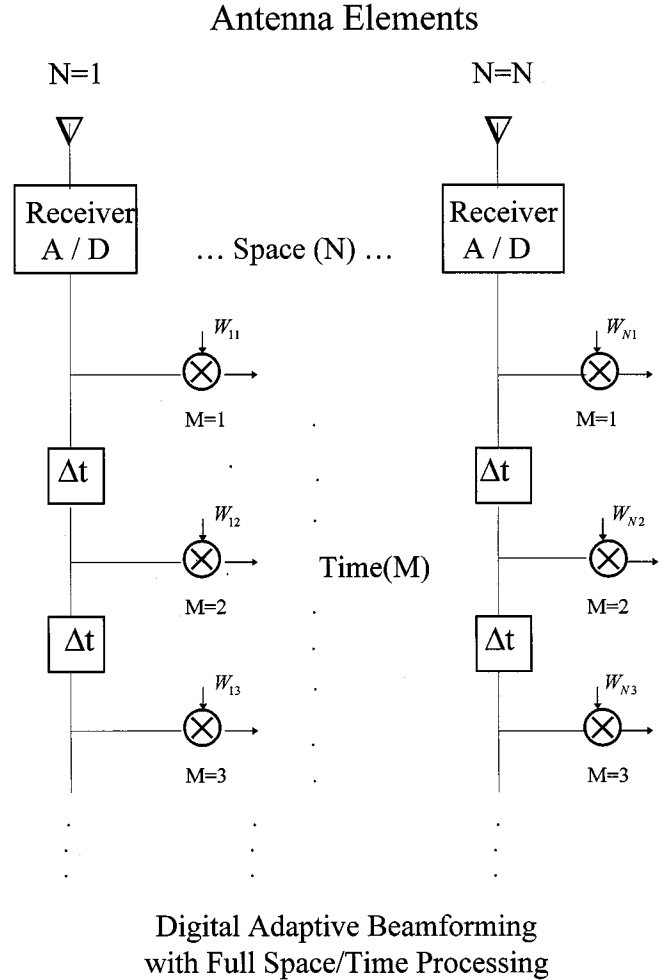 Antenna Elements
N=1 N=N
Receiver
A / D
... Space (N) ...
Receiver
A / D
W11
M=1
WN1
M=1
Δt
Δt
W12
M=2
Time(M)
WN2
M=2
Δt
Δt
W13
M=3
WN3
M=3
Digital Adaptive Beamforming
with Full Space/Time Processing